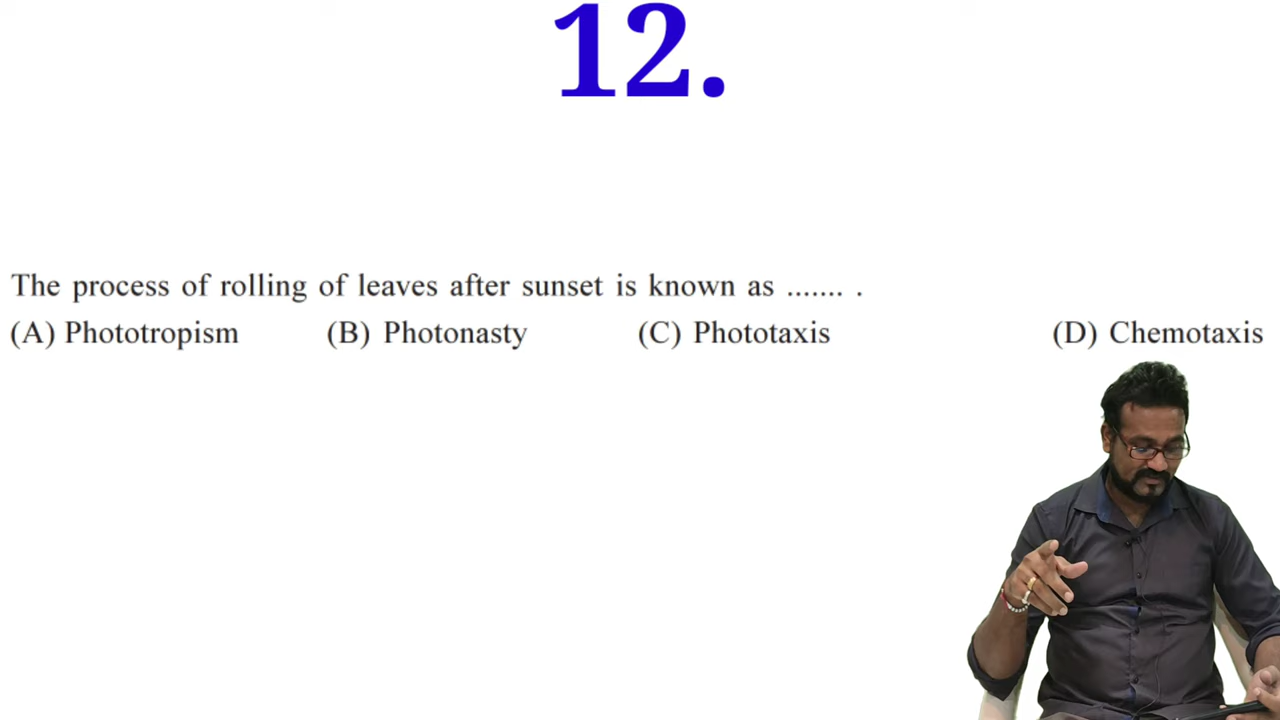 12.
The process of rolling of leaves after sunset is known as ....... .
(A) Phototropism (B) Photonasty (C) Phototaxis (D) Chemotaxis